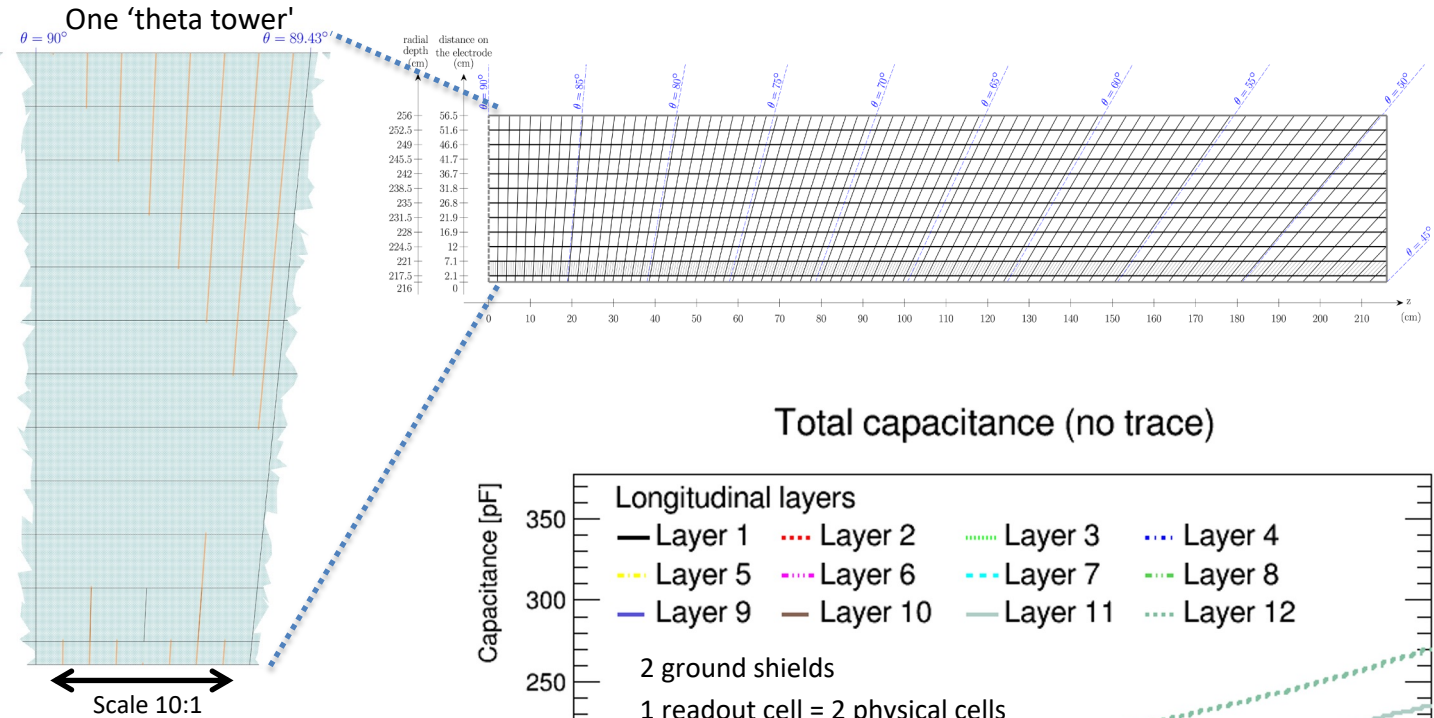 One ‘theta tower'
θ = 90°
θ = 89.43°′
radial depth (cm)
distance on the electrode (cm)
θ = 90°
θ = 85°
θ = 80°
θ = 75°
θ = 70°
θ = 65°
θ = 60°
θ = 55°
θ = 50°
θ = 45°
256 56.5
252.5 51.6
249 46.6
245.5 41.7
242 36.7
238.5 31.8
235 26.8
231.5 21.9
228 16.9
224.5 12
221 7.1
217.5 2.1
216 0
0 10 20 30 40 50 60 70 80 90 100 110 120 130 140 150 160 170 180 190 200 210
z
(cm)
Scale 10:1
Total capacitance (no trace)
Capacitance [pF]
350
300
250
Longitudinal layers
Layer 1 Layer 2 Layer 3 Layer 4
Layer 5 Layer 6 Layer 7 Layer 8
Layer 9 Layer 10 Layer 11 Layer 12
2 ground shields
1 readout cell = 2 physical cells